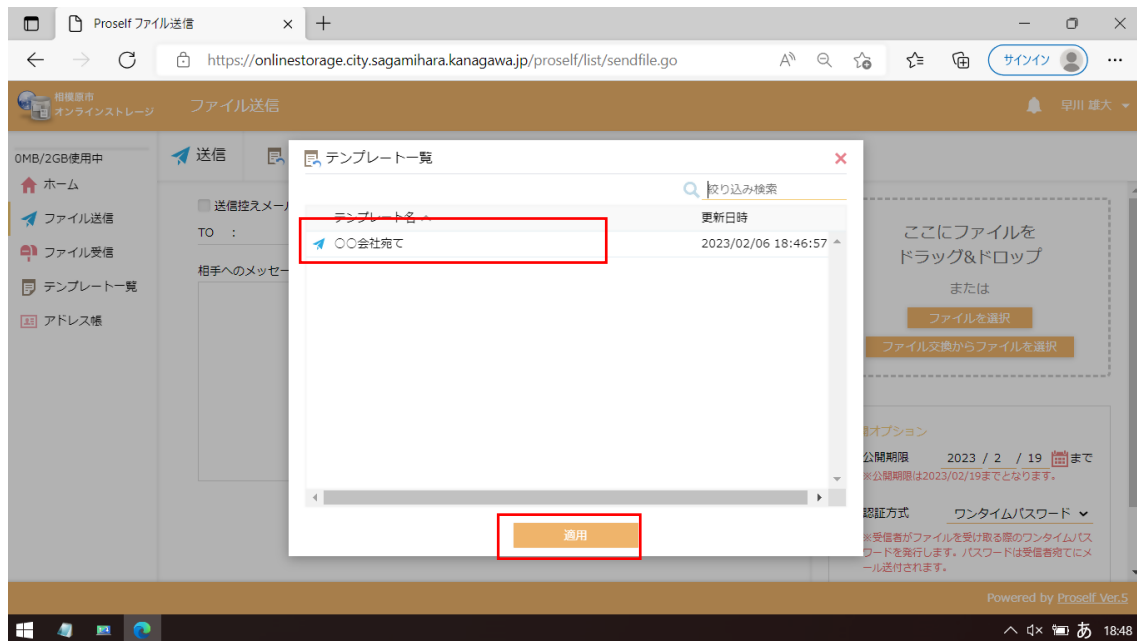 Proself ファイル送信
https://onlinestorage.city.sagamihara.kanagawa.jp/proself/list/sendfile.go
サインイン
相模原市
オンラインストレージ
ファイル送信
早川 雄大
0MB/2GB使用中
ホーム
ファイル送信
ファイル受信
テンプレート一覧
アドレス帳
送信
送信控えメー
TO :
相手へのメッセー
テンプレート一覧
絞り込み検索
テンプレート名
更新日時
〇〇会社宛て
2023/02/06 18:46:57
適用
ここにファイルを
ドラッグ&ドロップ
または
ファイルを選択
ファイル交換からファイルを選択
オプション
公開期限 2023 / 2 / 19 まで
※公開期限は2023/02/19までとなります。
認証方式 ワンタイムパスワード
※受信者がファイルを受け取る際のワンタイムパス
ワードを発行します。パスワードは受信者宛てにメ
ール送付されます。
Powered by Proself Ver.5
あ 18:48